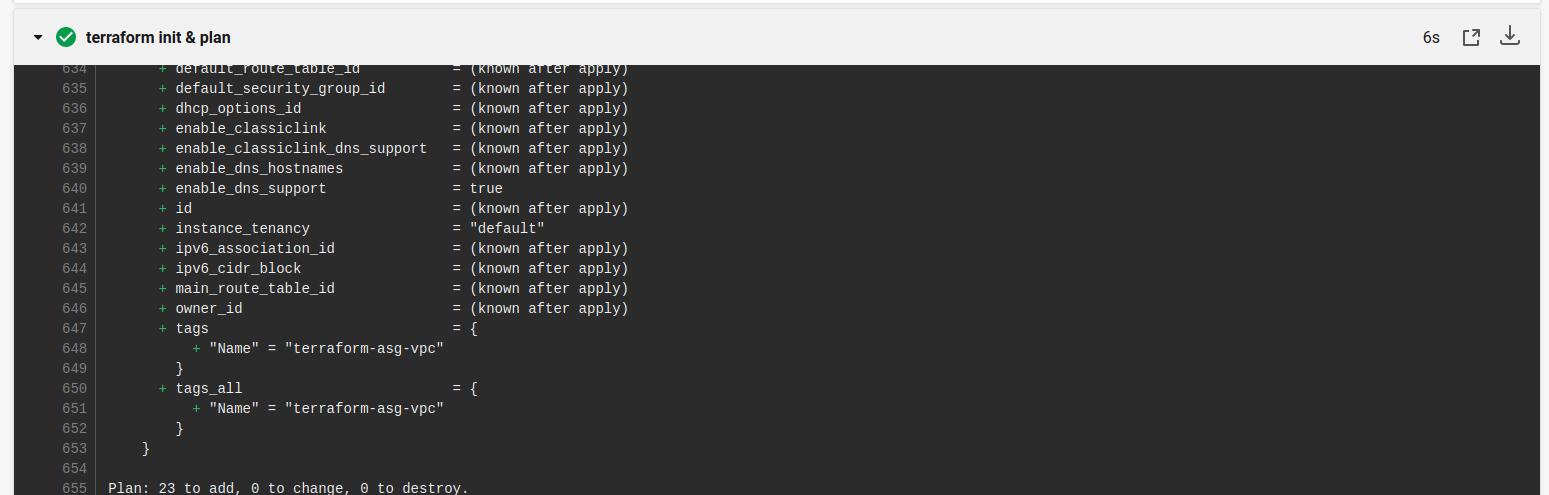 terraform init & plan 6s
634 + default_route_table_id = (known after apply)
635 + default_security_group_id = (known after apply)
636 + dhcp_options_id = (known after apply)
637 + enable_classiclink = (known after apply)
638 + enable_classiclink_dns_support = (known after apply)
639 + enable_dns_hostnames = (known after apply)
640 + enable_dns_support = true
641 + id = (known after apply)
642 + instance_tenancy = "default"
643 + ipv6_association_id = (known after apply)
644 + ipv6_cidr_block = (known after apply)
645 + main_route_table_id = (known after apply)
646 + owner_id = (known after apply)
647 + tags = {
648 + "Name" = "terraform-asg-vpc"
649 }
650 + tags_all = {
651 + "Name" = "terraform-asg-vpc"
652 }
653 }
654
655 Plan: 23 to add, 0 to change, 0 to destroy.